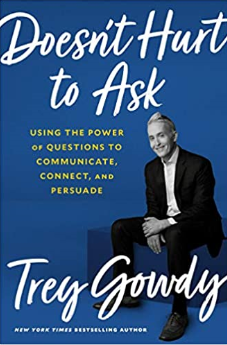 Doesn't Hurt
to Ask
USING THE POWER
OF QUESTIONS TO
COMMUNICATE,
CONNECT, AND
PERSUADE
Trey Gowdy
NEW YORK TIMES BESTSELLING AUTHOR